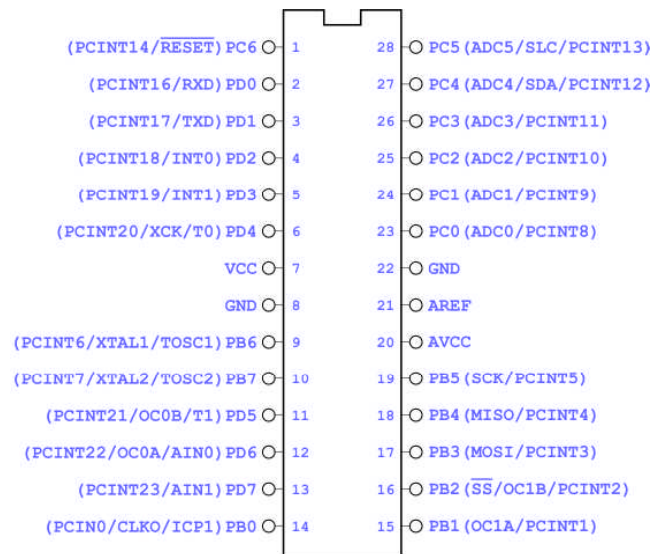 (PCINT14/RESET)PC6 1 28 PC5(ADC5/SLC/PCINT13)
(PCINT16/RXD)PD0 2 27 PC4(ADC4/SDA/PCINT12)
(PCINT17/TXD)PD1 3 26 PC3(ADC3/PCINT11)
(PCINT18/INT0)PD2 4 25 PC2(ADC2/PCINT10)
(PCINT19/INT1)PD3 5 24 PC1(ADC1/PCINT9)
(PCINT20/XCK/T0)PD4 6 23 PC0(ADC0/PCINT8)
VCC 7 22 GND
GND 8 21 AREF
(PCINT6/XTAL1/TOSC1)PB6 9 20 AVCC
(PCINT7/XTAL2/TOSC2)PB7 10 19 PB5(SCK/PCINT5)
(PCINT21/OC0B/T1)PD5 11 18 PB4(MISO/PCINT4)
(PCINT22/OC0A/AIN0)PD6 12 17 PB3(MOSI/PCINT3)
(PCINT23/AIN1)PD7 13 16 PB2(SS/OC1B/PCINT2)
(PCIN0/CLKO/ICP1)PB0 14 15 PB1(OC1A/PCINT1)